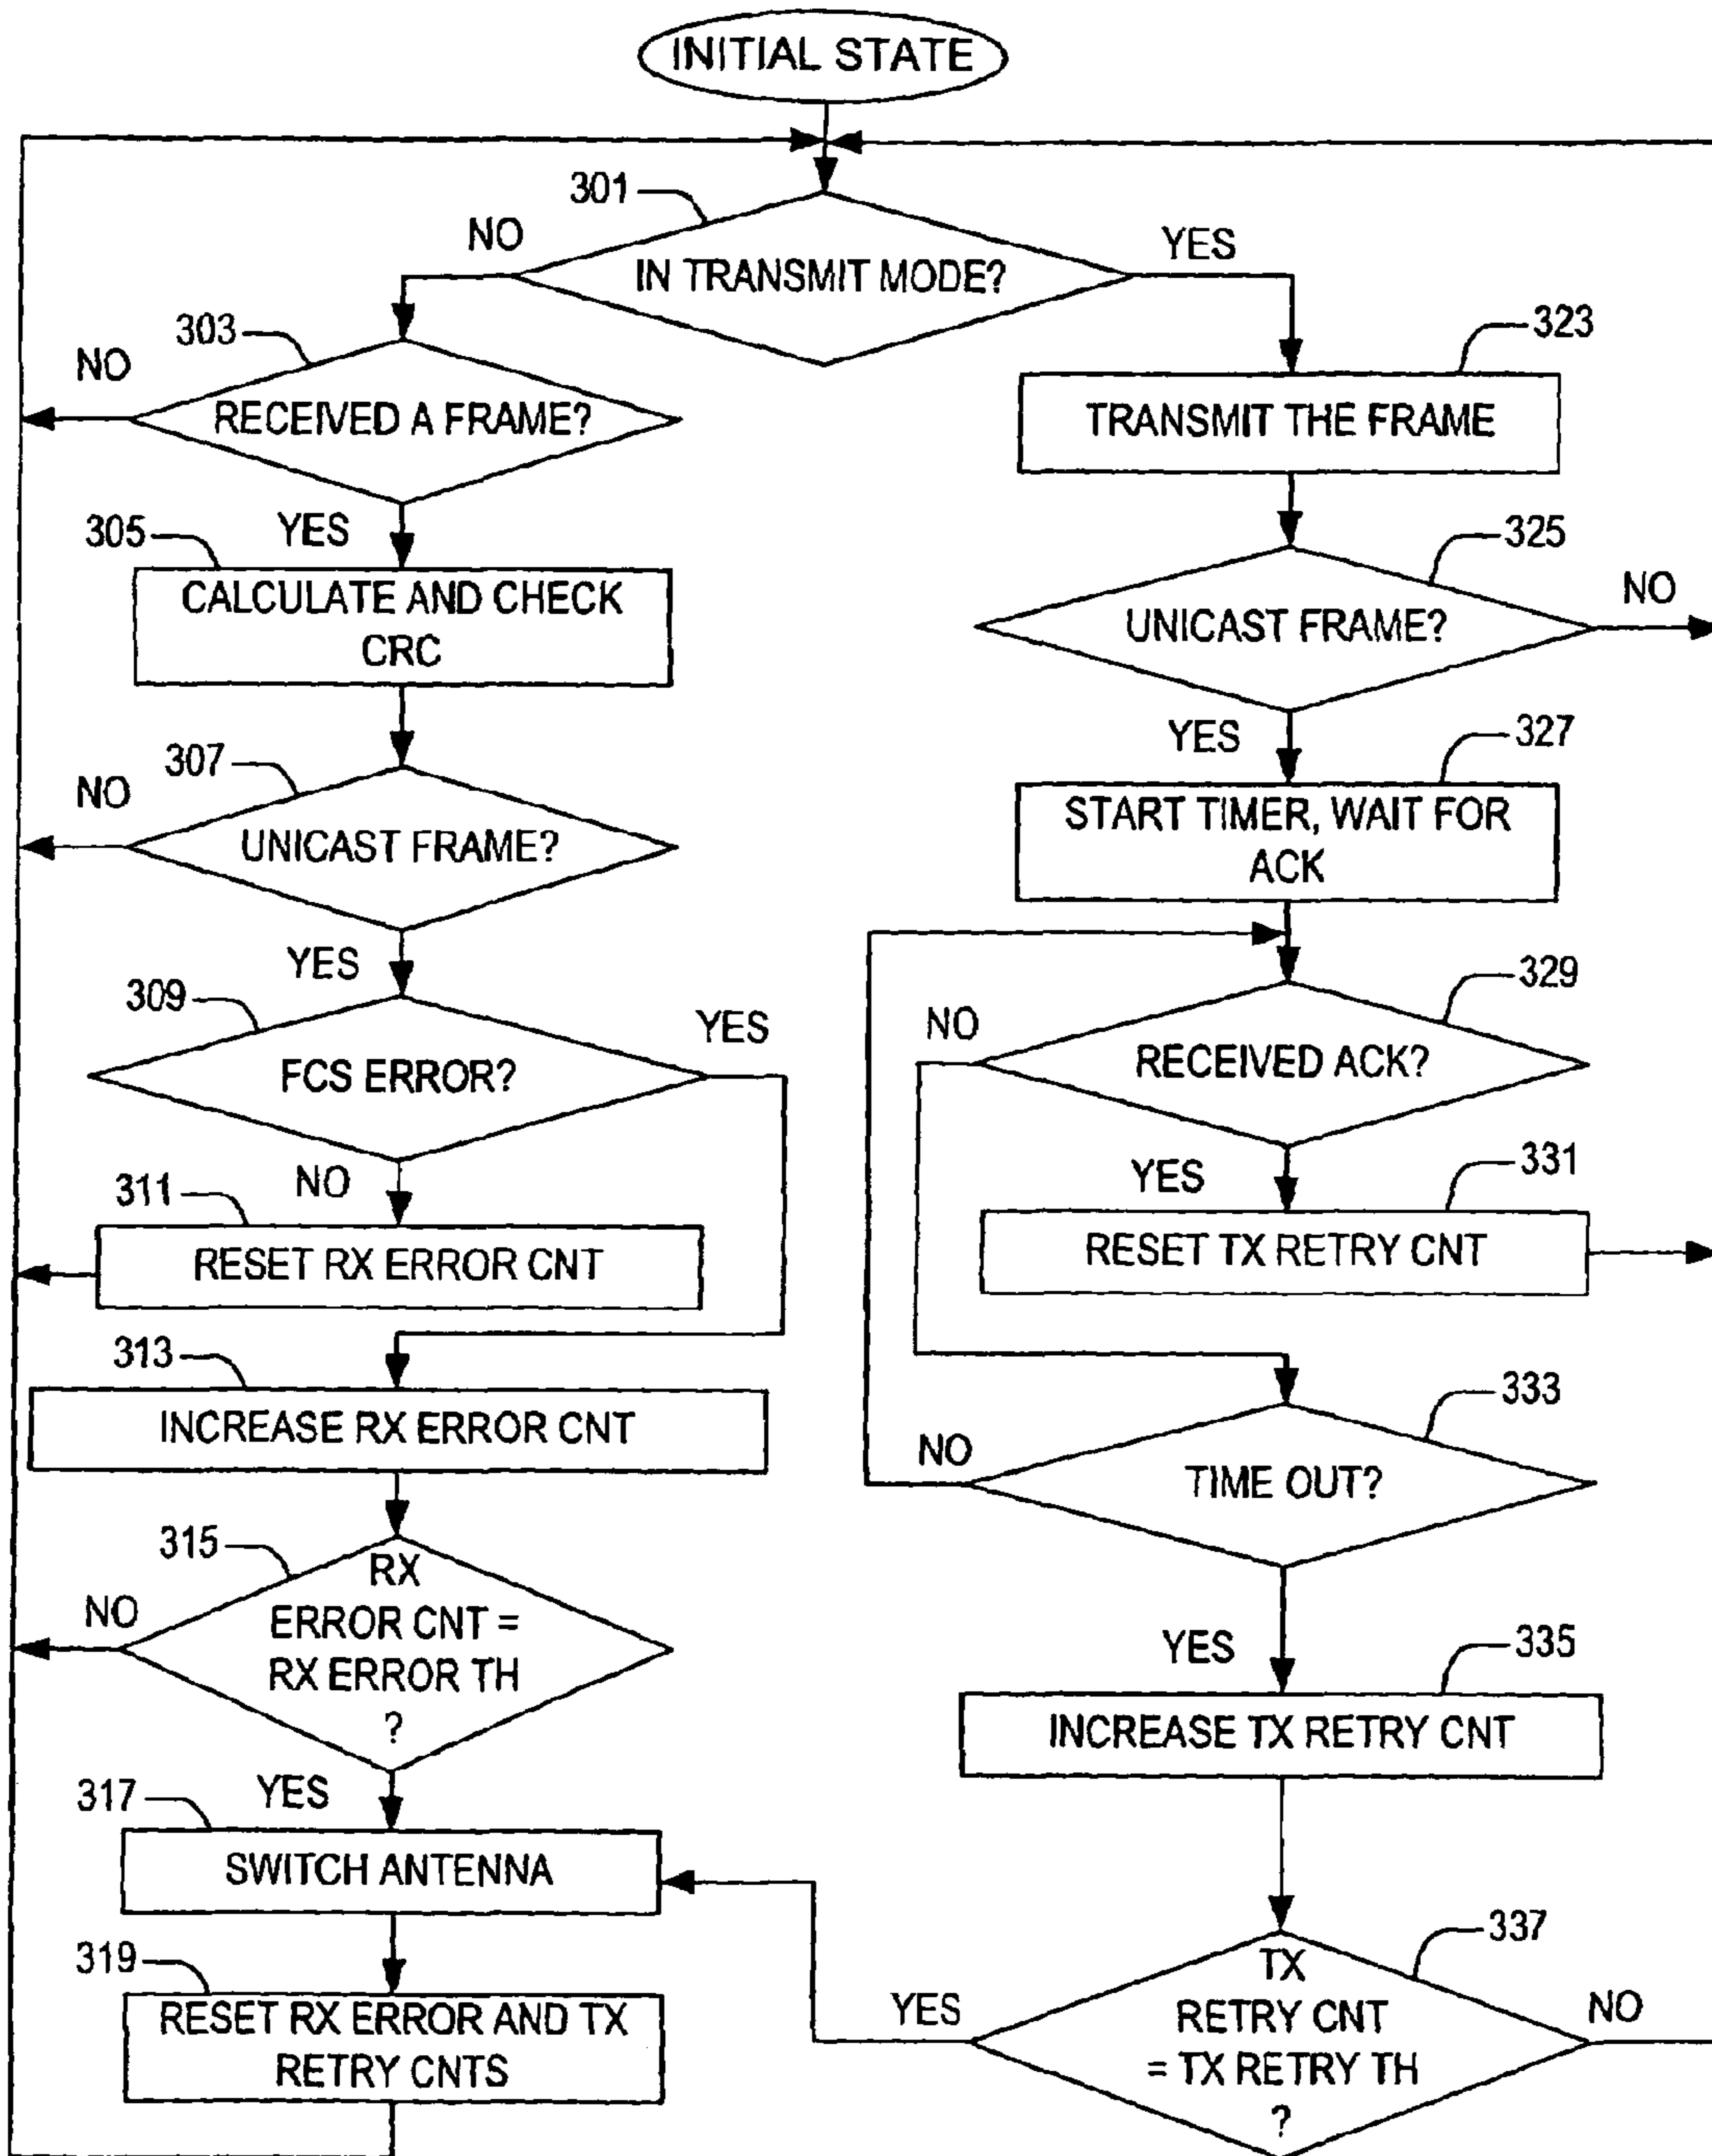 INITIAL STATE
301
NO
YES
IN TRANSMIT MODE?
303
NO
RECEIVED A FRAME?
YES
305
CALCULATE AND CHECK
CRC
307
NO
UNICAST FRAME?
YES
309
YES
FCS ERROR?
NO
311
RESET RX ERROR CNT
313
INCREASE RX ERROR CNT
315
NO
RX
ERROR CNT =
RX ERROR TH
?
YES
317
SWITCH ANTENNA
319
RESET RX ERROR AND TX
RETRY CNTS
323
TRANSMIT THE FRAME
325
NO
UNICAST FRAME?
YES
327
START TIMER, WAIT FOR
ACK
329
NO
RECEIVED ACK?
YES
331
RESET TX RETRY CNT
333
NO
TIME OUT?
YES
335
INCREASE TX RETRY CNT
337
YES
TX
RETRY CNT
= TX RETRY TH
?
NO